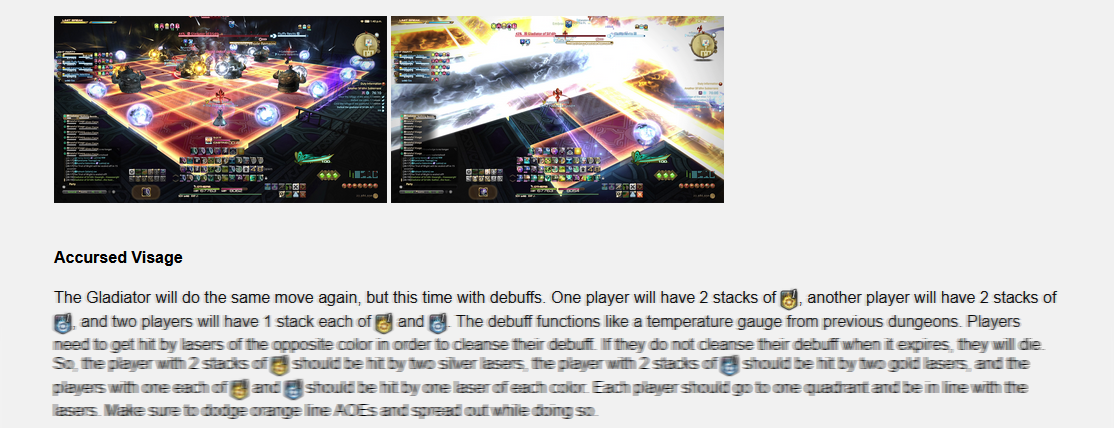 Accursed Visage
The Gladiator will do the same move again, but this time with debuffs. One player will have 2 stacks of , another player will have 2 stacks of
, and two players will have 1 stack each of and . The debuff functions like a temperature gauge from previous dungeons. Players
need to get hit by lasers of the opposite color in order to cleanse their debuff. If they do not cleanse their debuff when it expires, they will die.
So, the player with 2 stacks of should be hit by two silver lasers, the player with 2 stacks of should be hit by two gold lasers, and the
players with one each of and should be hit by one laser of each color. Each player should go to one quadrant and be in line with the
lasers. Make sure to dodge orange line AOEs and spread out while doing so.